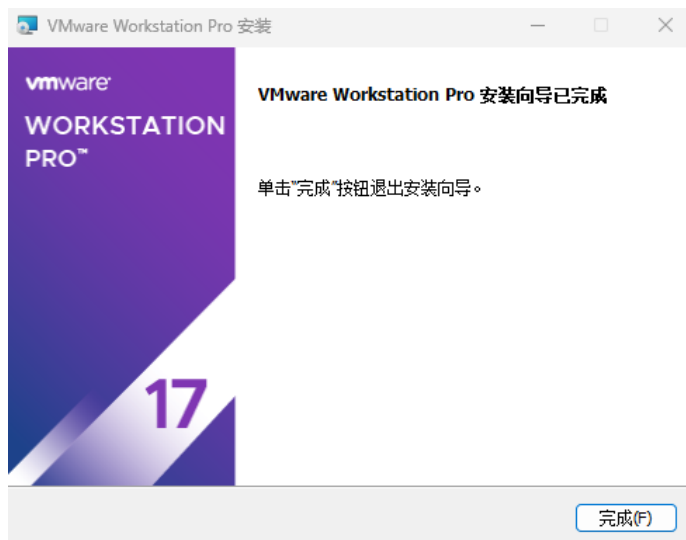 VMware Workstation Pro 安装
vmware
WORKSTATION
PRO™
VMware Workstation Pro 安装向导已完成
单击"完成"按钮退出安装向导。
17
完成(F)